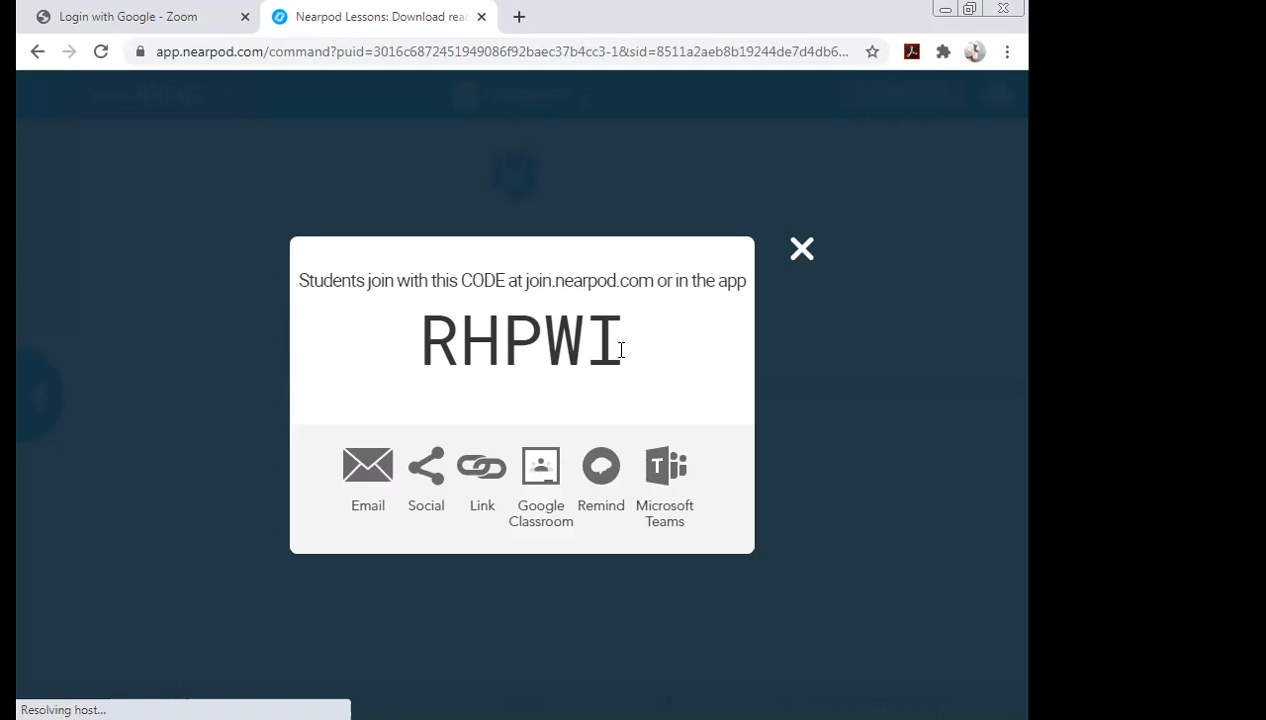 Login with Google - Zoom
Nearpod Lessons: Download rea
app.nearpod.com/command?puid=3016c6872451949086f92baec37b4cc3-1&sid=8511a2aeb8b19244de7d4db6...
Students join with this CODE at join.nearpod.com or in the app
RHPWI
Email
Social
Link
Google Classroom
Remind
Microsoft Teams
Resolving host...